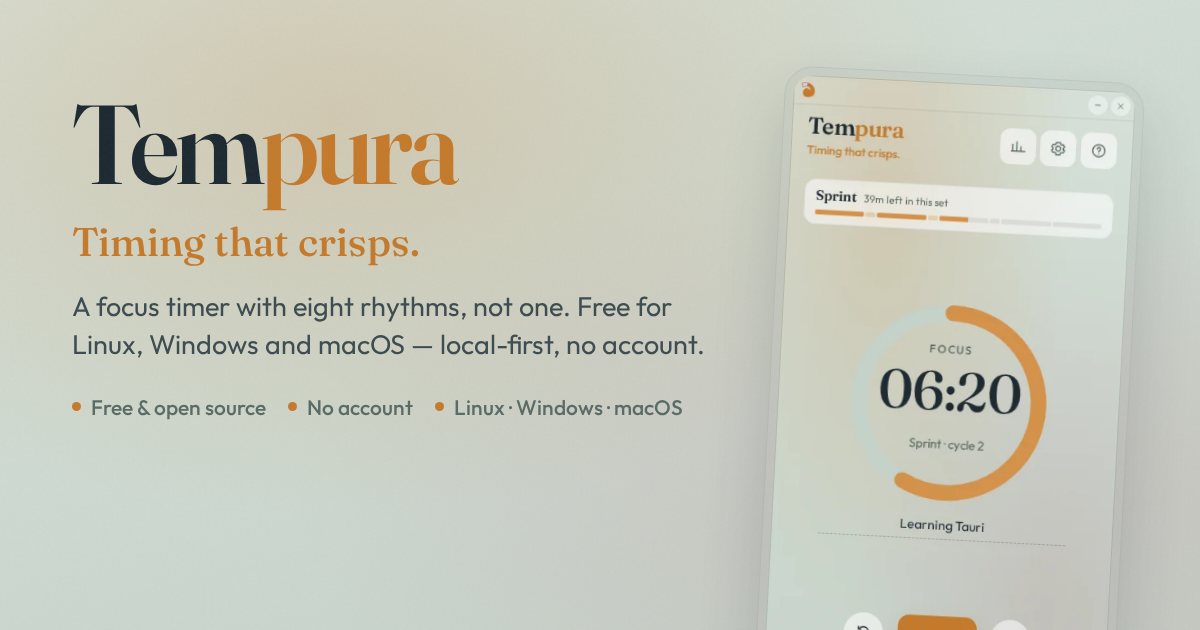 Tempura
Timing that crisps.
A focus timer with eight rhythms, not one. Free for
Linux, Windows and macOS — local-first, no account.
Free & open source
No account
Linux · Windows · macOS
Tempura
Timing that crisps.
Sprint 39m left in this set
FOCUS
06:20
Sprint · cycle 2
Learning Tauri